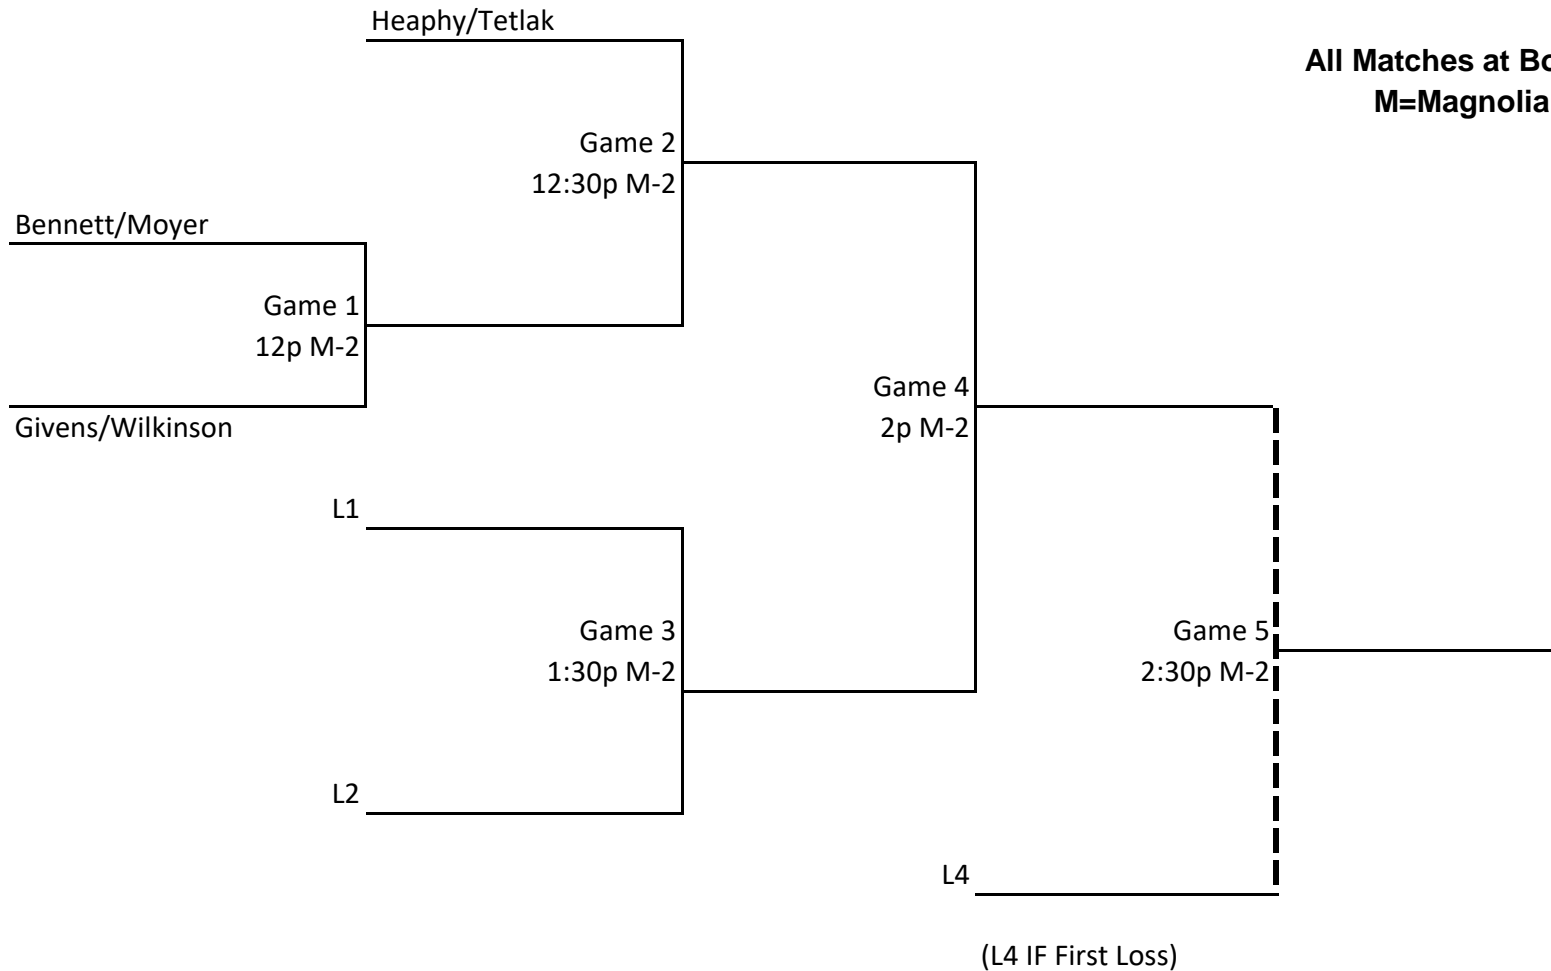 Heaphy/Tetlak
All Matches at
M=Magnolia
Game 2
12:30p M-2
Bennett/Moyer
Game 1
12p M-2
Givens/Wilkinson
Game 4
2p M-2
L1
Game 3
1:30p M-2
Game 5
2:30p M-2
L2
L4
(L4 IF First Loss)